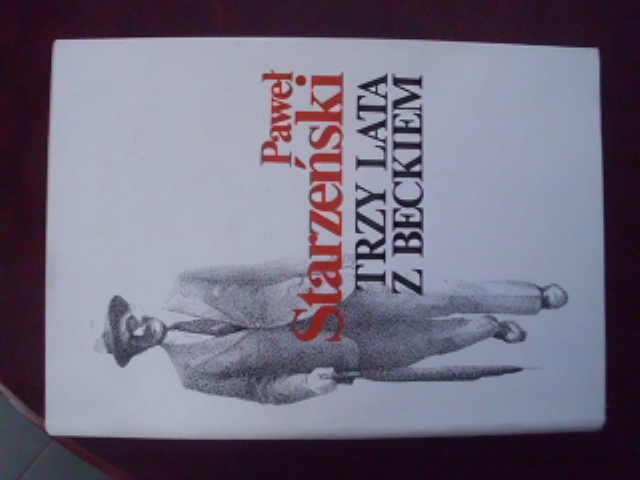 Paweł
Starzeński
TRZY LATA
Z BECKIEM